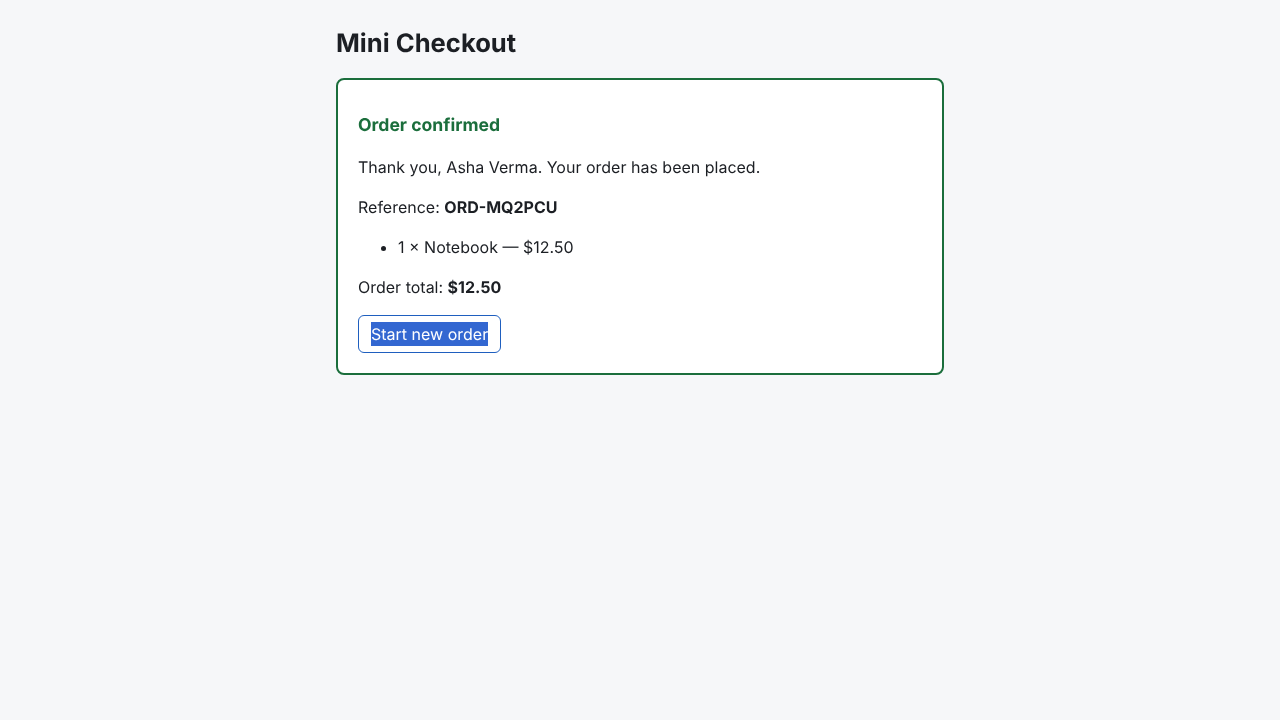 Mini Checkout
Order confirmed
Thank you, Asha Verma. Your order has been placed.
Reference: ORD-MQ2PCU
• 1 × Notebook — $12.50
Order total: $12.50
Start new order